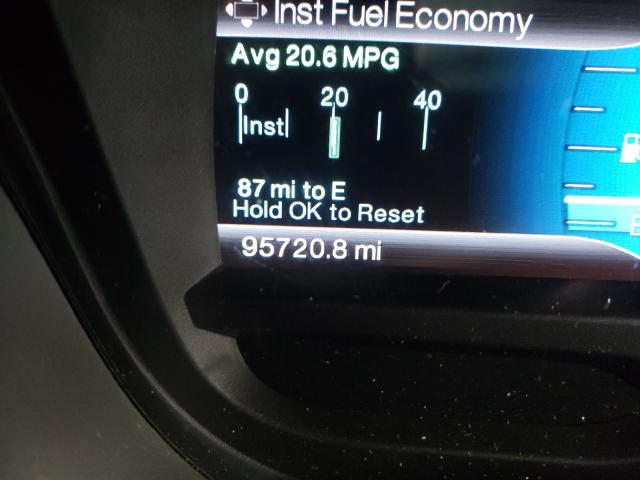 Inst Fuel Economy
Avg 20.6 MPG
0 20 40
Inst
87 mi to E
Hold OK to Reset
95720.8 mi
E